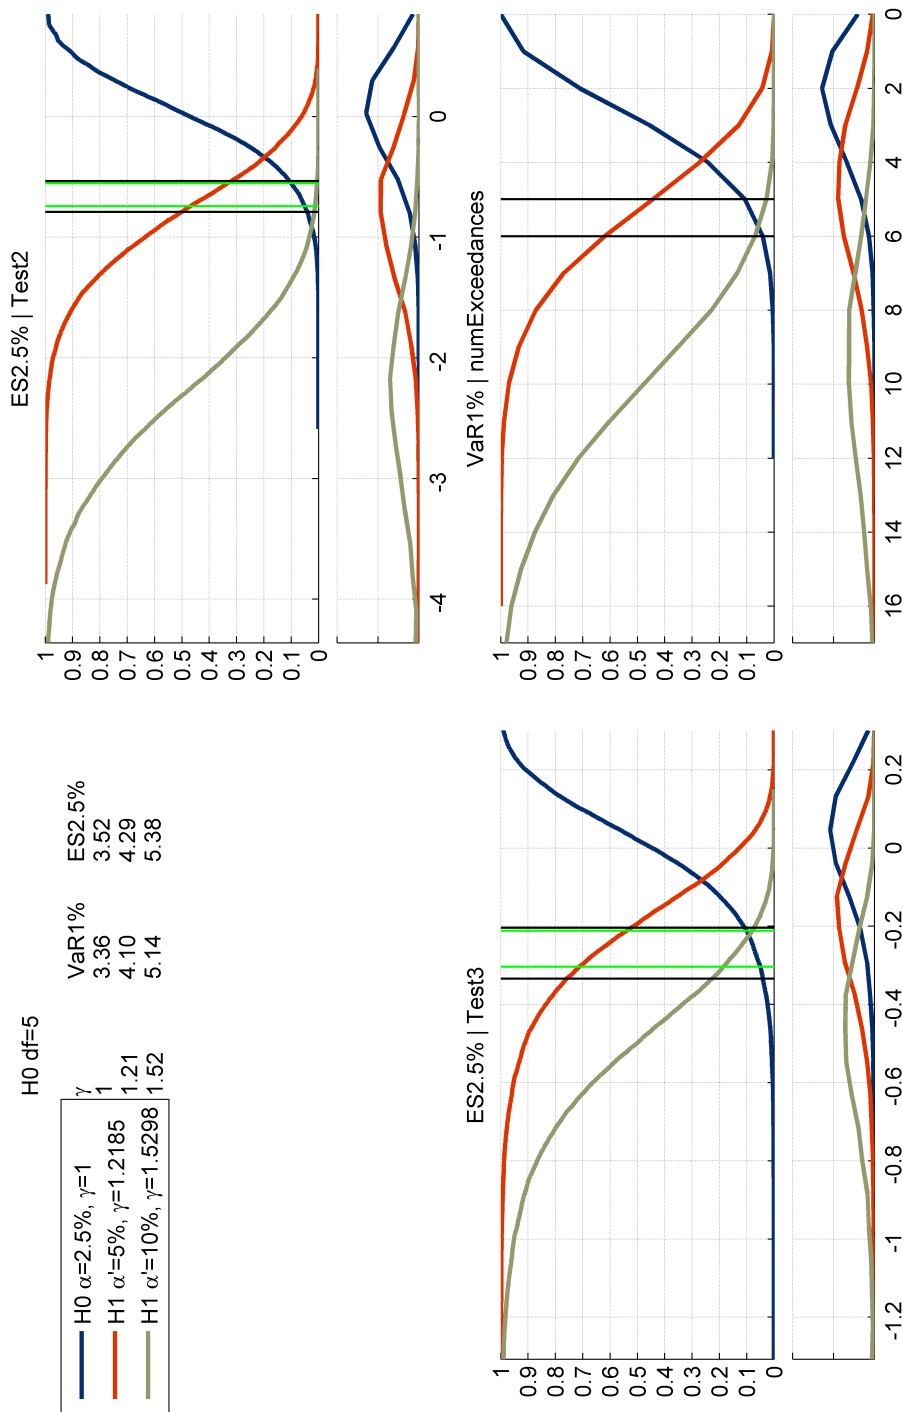 H0 df=5
H0 α=2.5%, γ=1
H1 α'=5%, γ=1.2185
H1 α'=10%, γ=1.5298
γ VaR1% ES2.5%
1 3.36 3.52
1.21 4.10 4.29
1.52 5.14 5.38
ES2.5% | Test2
1
0.9
0.8
0.7
0.6
0.5
0.4
0.3
0.2
0.1
0
-4 -3 -2 -1 0
ES2.5% | Test3
1
0.9
0.8
0.7
0.6
0.5
0.4
0.3
0.2
0.1
0
-1.2 -1 -0.8 -0.6 -0.4 -0.2 0 0.2
VaR1% | numExceedances
1
0.9
0.8
0.7
0.6
0.5
0.4
0.3
0.2
0.1
0
16 14 12 10 8 6 4 2 0